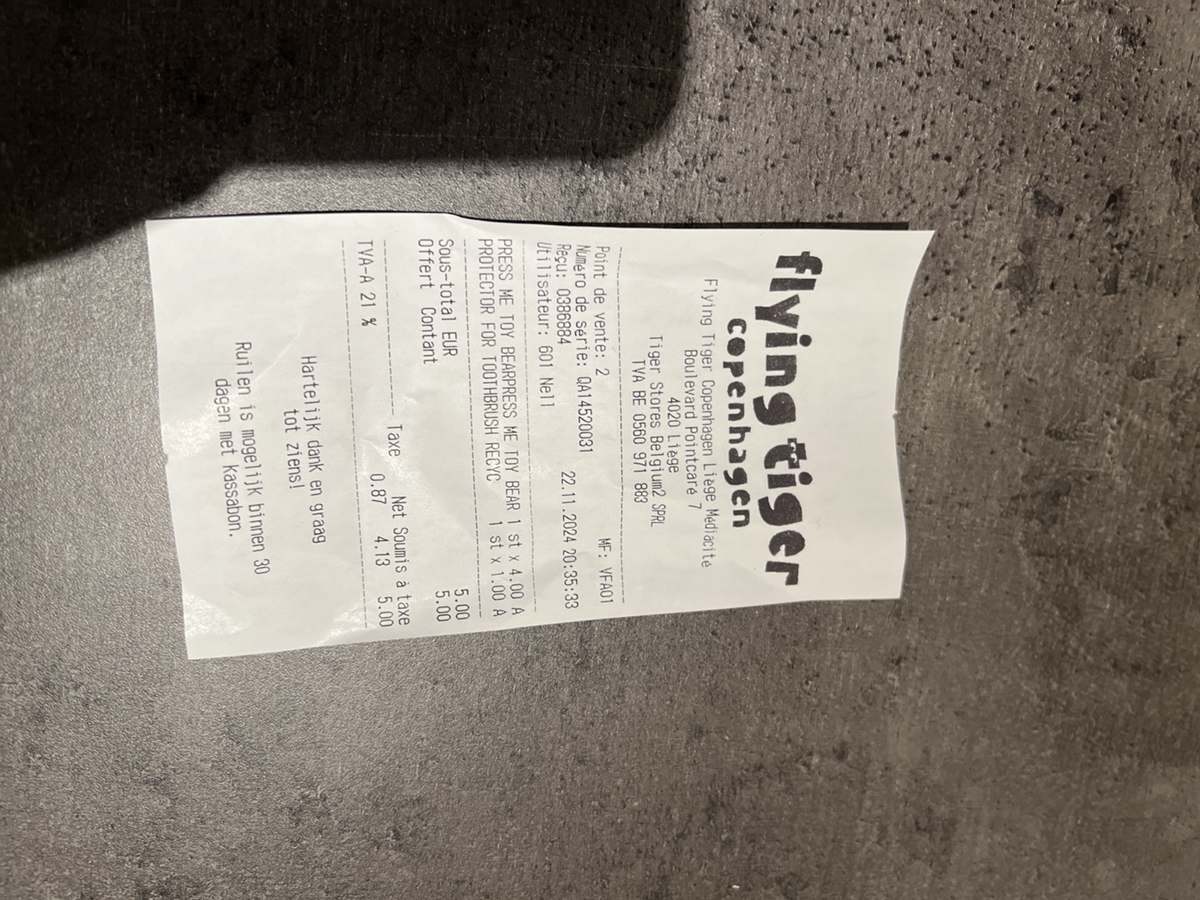 flying tiger
copenhagen
Flying Tiger Copenhagen Liège Médiacité
Boulevard Pointcaré 7
4020 Liège
Tiger Stores Belgium2 SPRL
TVA BE 0560 971 883
Point de vente: 2 MF: VFA01
Numéro de série: QA14520031
Reçu: 0386884 22.11.2024 20:35:33
Utilisateur: 601 Nell
PRESS ME TOY BEARPRESS ME TOY BEAR 1 st x 4.00 A
PROTECTOR FOR TOOTHBRUSH RECYC 1 st x 1.00 A
Sous-total EUR 5.00
Offert Contant 5.00
Taxe Net Soumis à taxe
TVA-A 21 % 0.87 4.13 5.00
Hartelijk dank en graag
tot ziens!
Ruilen is mogelijk binnen 30
dagen met kassabon.